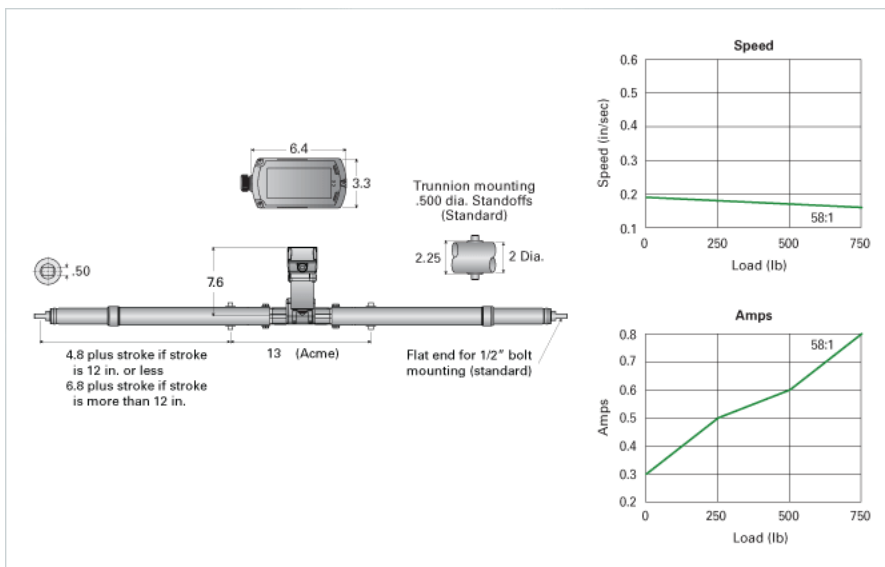 6.4
3.3
Trunnion mounting
.500 dia. Standoffs
(Standard)
2.25
2 Dia.
.50
7.6
4.8 plus stroke if stroke
is 12 in. or less
6.8 plus stroke if stroke
is more than 12 in.
13 (Acme)
Flat end for 1/2" bolt
mounting (standard)
Speed
Speed (in/sec)
0.6
0.5
0.4
0.3
0.2
0.1
58:1
0 250 500 750
Load (lb)
Amps
Amps
0.8
0.7
0.6
0.5
0.4
0.3
0.2
58:1
0 250 500 750
Load (lb)